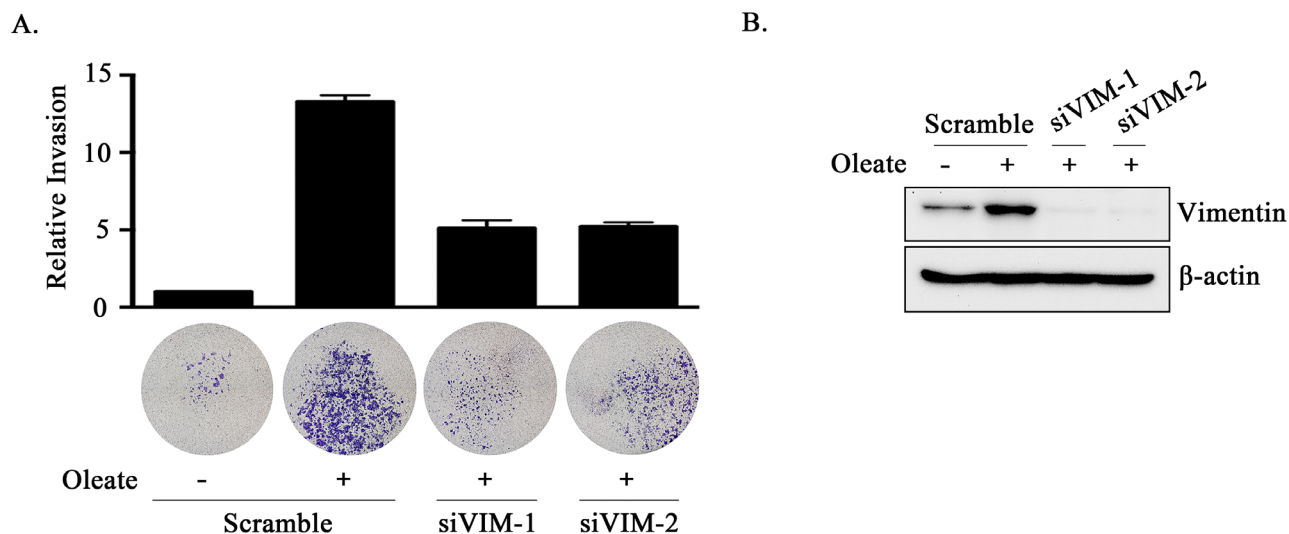 A.
15
10
5
0
Relative Invasion
Oleate - + + +
Scramble siVIM-1 siVIM-2
B.
Scramble siVIM-1 siVIM-2
Oleate - + + +
Vimentin
β-actin